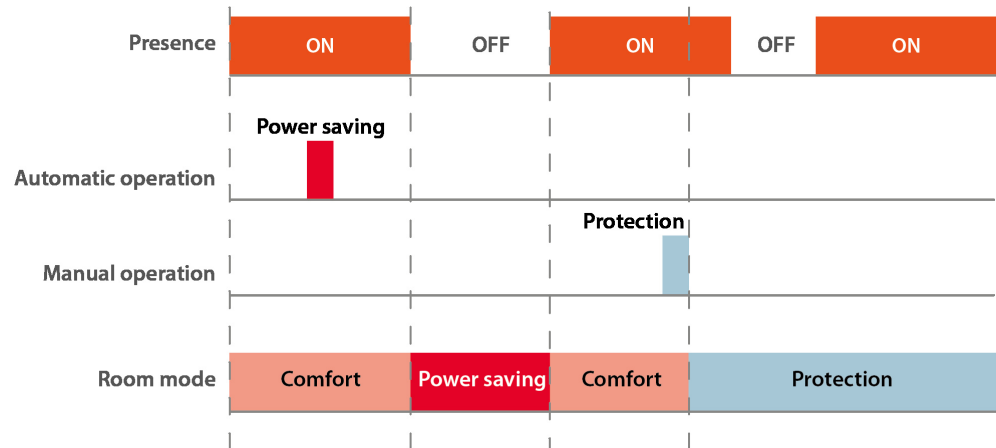 Presence ON OFF ON OFF ON
Power saving
Automatic operation
Protection
Manual operation
Room mode Comfort Power saving Comfort Protection